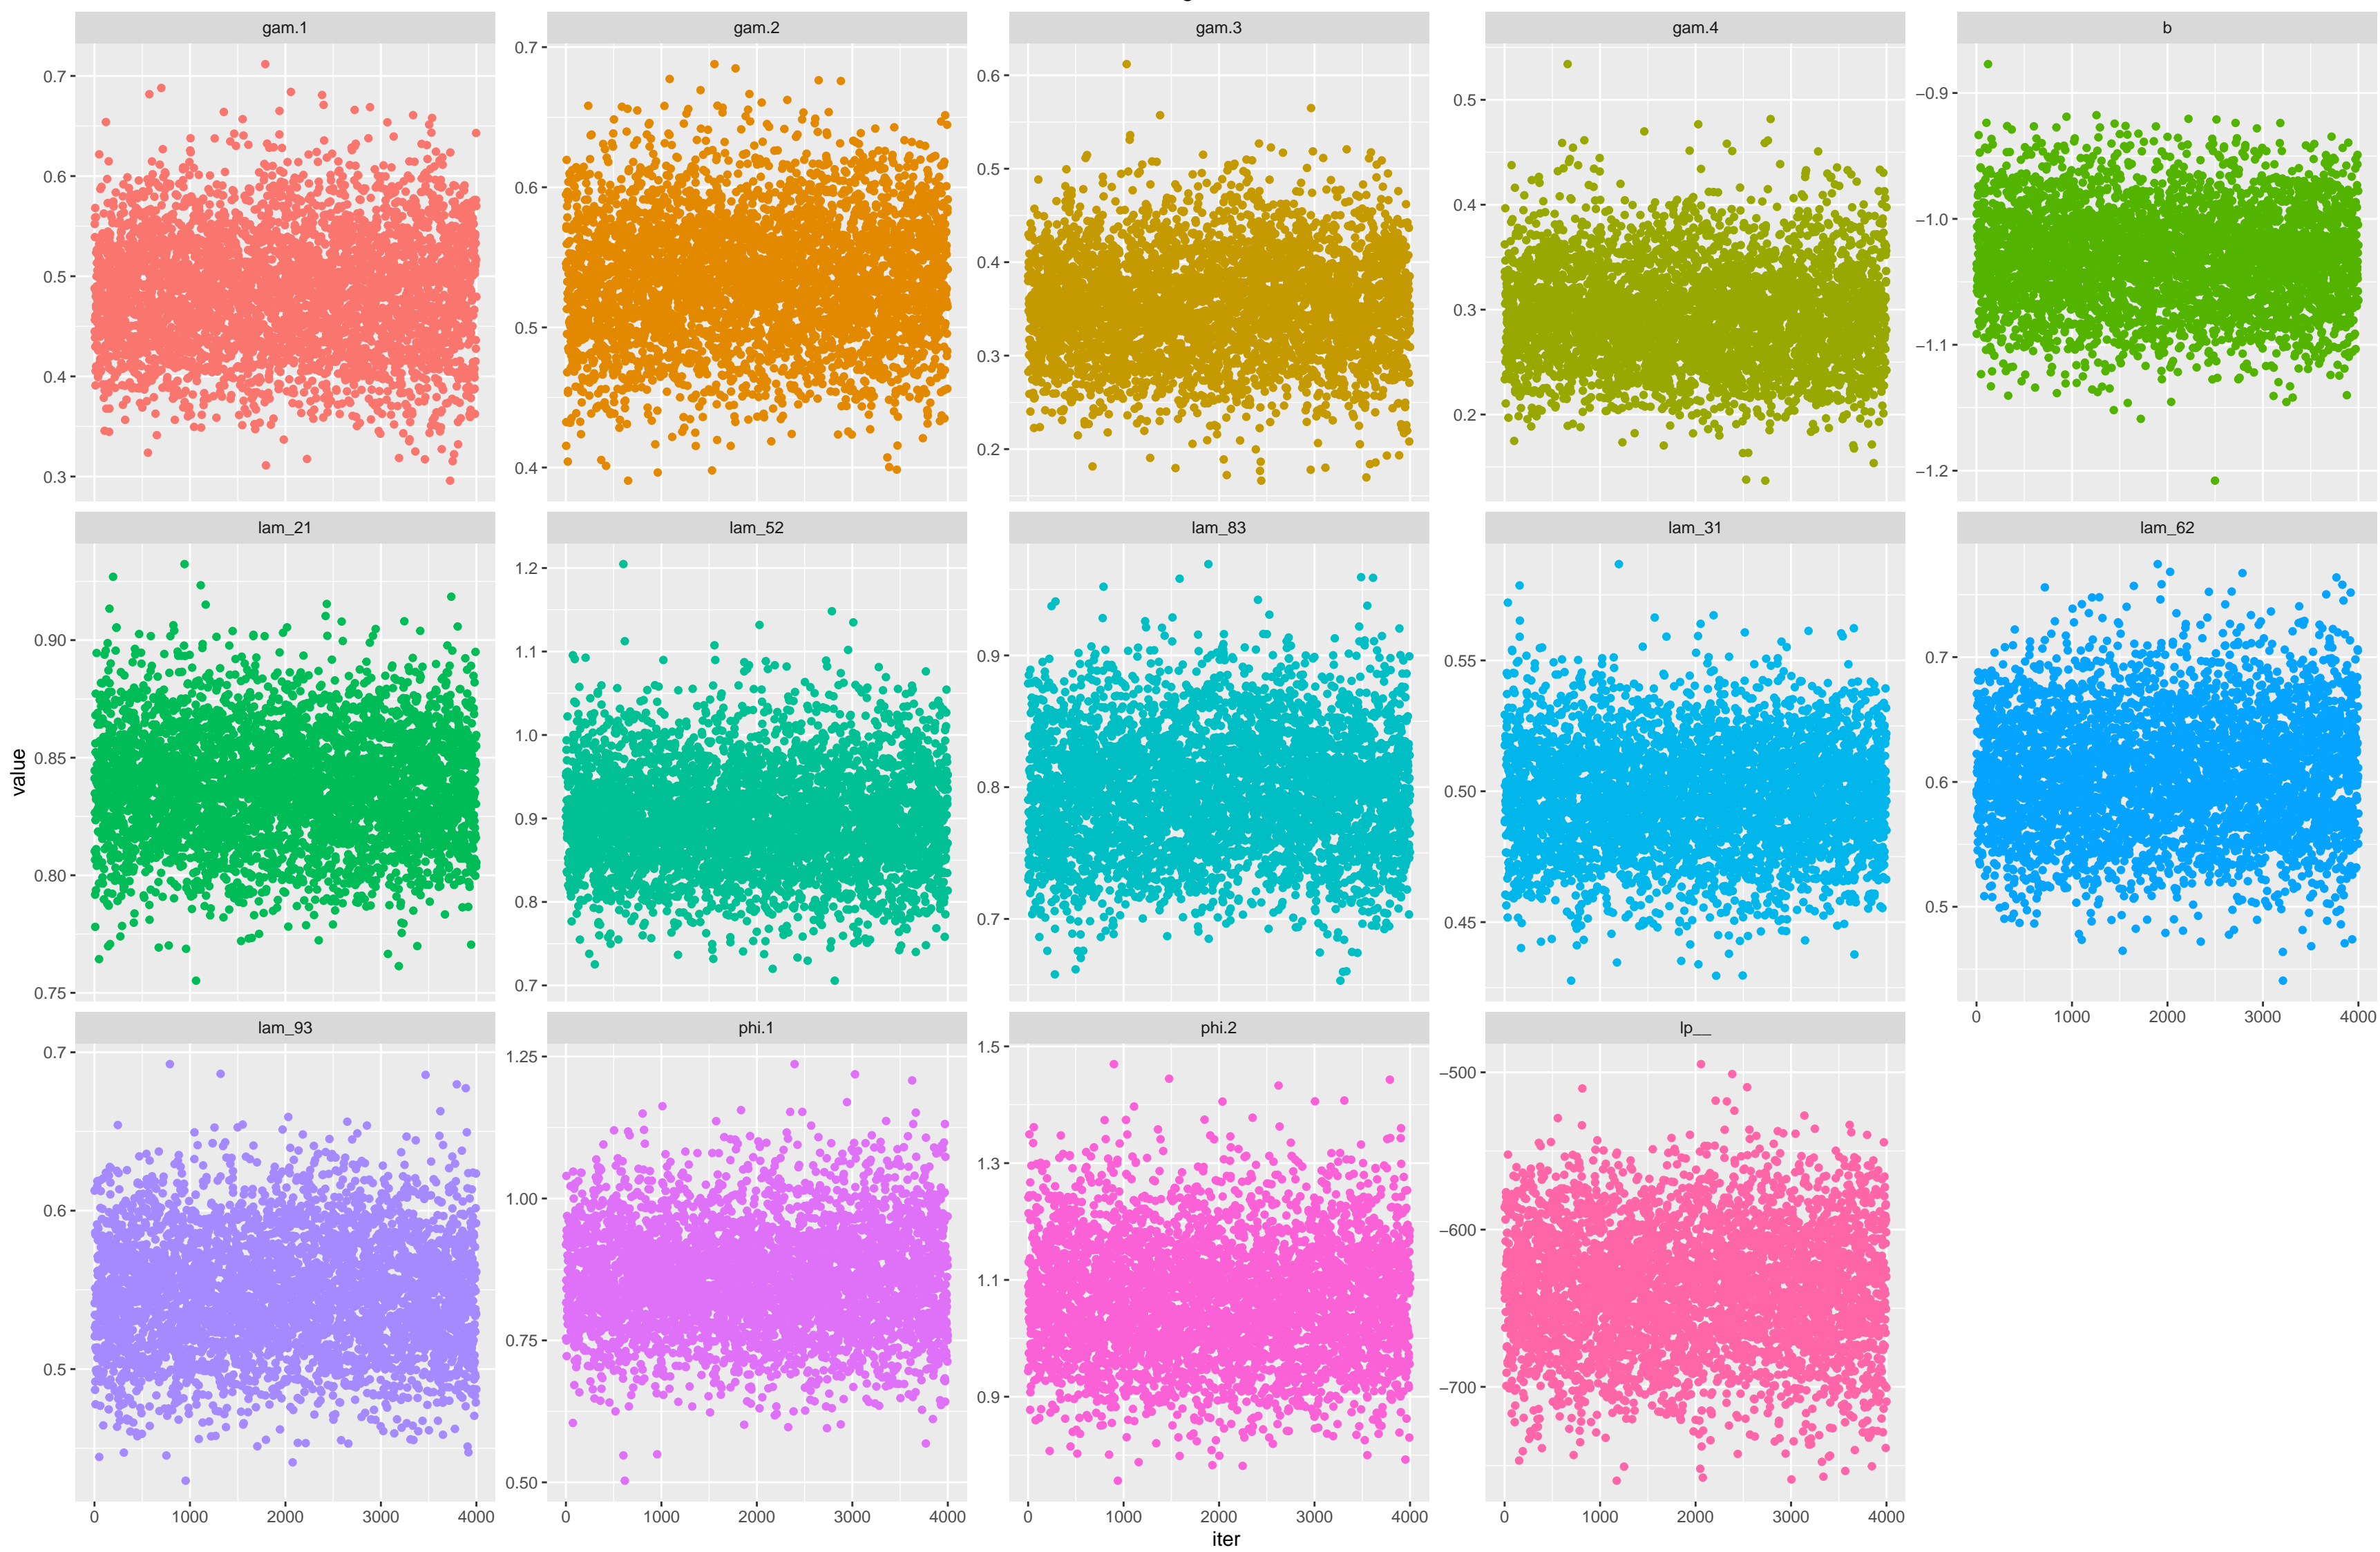 gam.1 gam.2 gam.3 gam.4 b
0.7 0.6 0.5 0.4 0.3
0.7 0.6 0.5 0.4
0.6 0.5 0.4 0.3 0.2
0.5 0.4 0.3 0.2
−0.9 −1.0 −1.1 −1.2
lam_21 lam_52 lam_83 lam_31 lam_62
0.90 0.85 0.80 0.75
1.2 1.1 1.0 0.9 0.8 0.7
0.9 0.8 0.7
0.55 0.50 0.45
0.7 0.6 0.5
0 1000 2000 3000 4000
value
lam_93 phi.1 phi.2 lp__
0.7 0.6 0.5
1.25 1.00 0.75 0.50
1.5 1.3 1.1 0.9
−500 −600 −700
0 1000 2000 3000 4000 0 1000 2000 3000 4000 0 1000 2000 3000 4000 0 1000 2000 3000 4000
iter